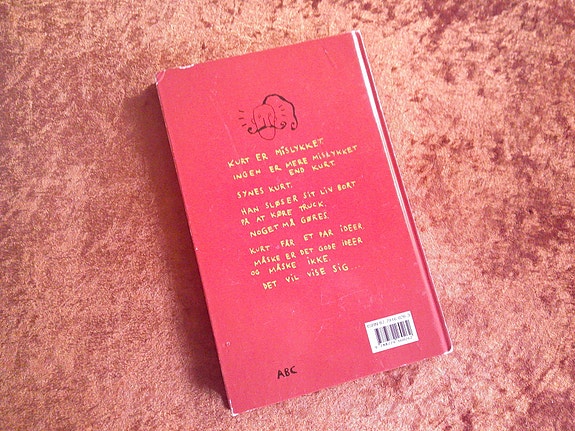 KURT ER MISLYKKET.
INGEN ER MERE MISLYKKET
END KURT.
SYNES KURT.
HAN SLØSER SIT LIV BORT
PÅ AT KØRE TRUCK.
NOGET MÅ GØRES.
KURT FÅR ET PAR IDEER.
MÅSKE ER DET GODE IDEER
OG MÅSKE IKKE.
DET VIL VISE SIG.
ABC